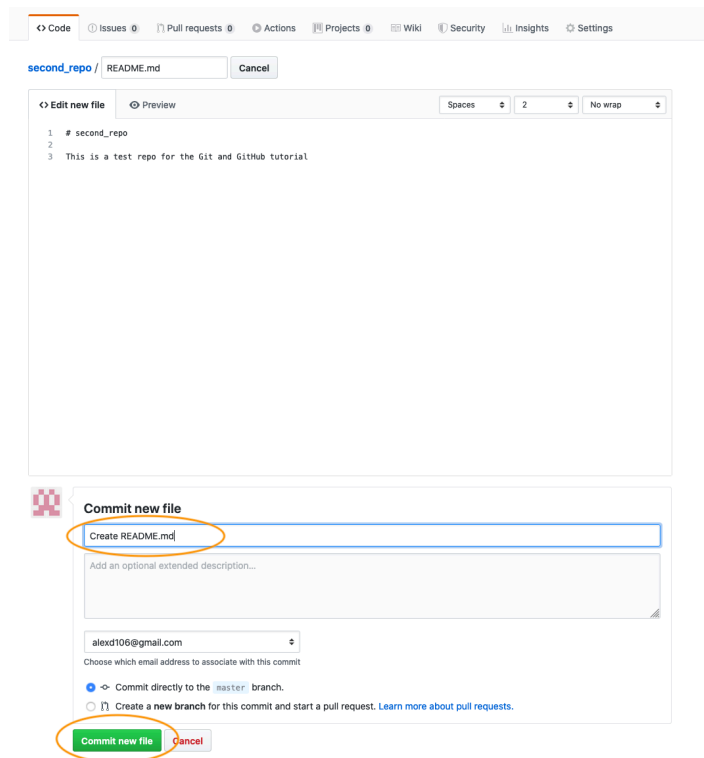 Code Issues 0 Pull requests 0 Actions Projects 0 Wiki Security Insights Settings
second_repo / README.md Cancel
<> Edit new file Preview Spaces 2 No wrap
1 # second_repo
2
3 This is a test repo for the Git and GitHub tutorial
Commit new file
Create README.md
Add an optional extended description...
alexd106@gmail.com
Choose which email address to associate with this commit
Commit directly to the master branch.
Create a new branch for this commit and start a pull request. Learn more about pull requests.
Commit new file Cancel